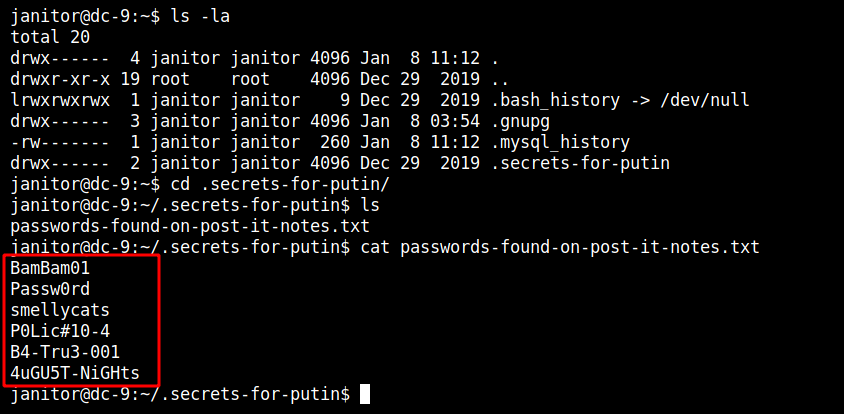 janitor@dc-9:~$ ls -la
total 20
drwx------  4 janitor janitor 4096 Jan  8 11:12 .
drwxr-xr-x 19 root    root    4096 Dec 29  2019 ..
lrwxrwxrwx  1 janitor janitor    9 Dec 29  2019 .bash_history -> /dev/null
drwx------  3 janitor janitor 4096 Jan  8 03:54 .gnupg
-rw-------  1 janitor janitor  260 Jan  8 11:12 .mysql_history
drwx------  2 janitor janitor 4096 Dec 29  2019 .secrets-for-putin
janitor@dc-9:~$ cd .secrets-for-putin/
janitor@dc-9:~/.secrets-for-putin$ ls
passwords-found-on-post-it-notes.txt
janitor@dc-9:~/.secrets-for-putin$ cat passwords-found-on-post-it-notes.txt
BamBam01
Passw0rd
smellycats
P0Lic#10-4
B4-Tru3-001
4uGU5T-NiGHts
janitor@dc-9:~/.secrets-for-putin$